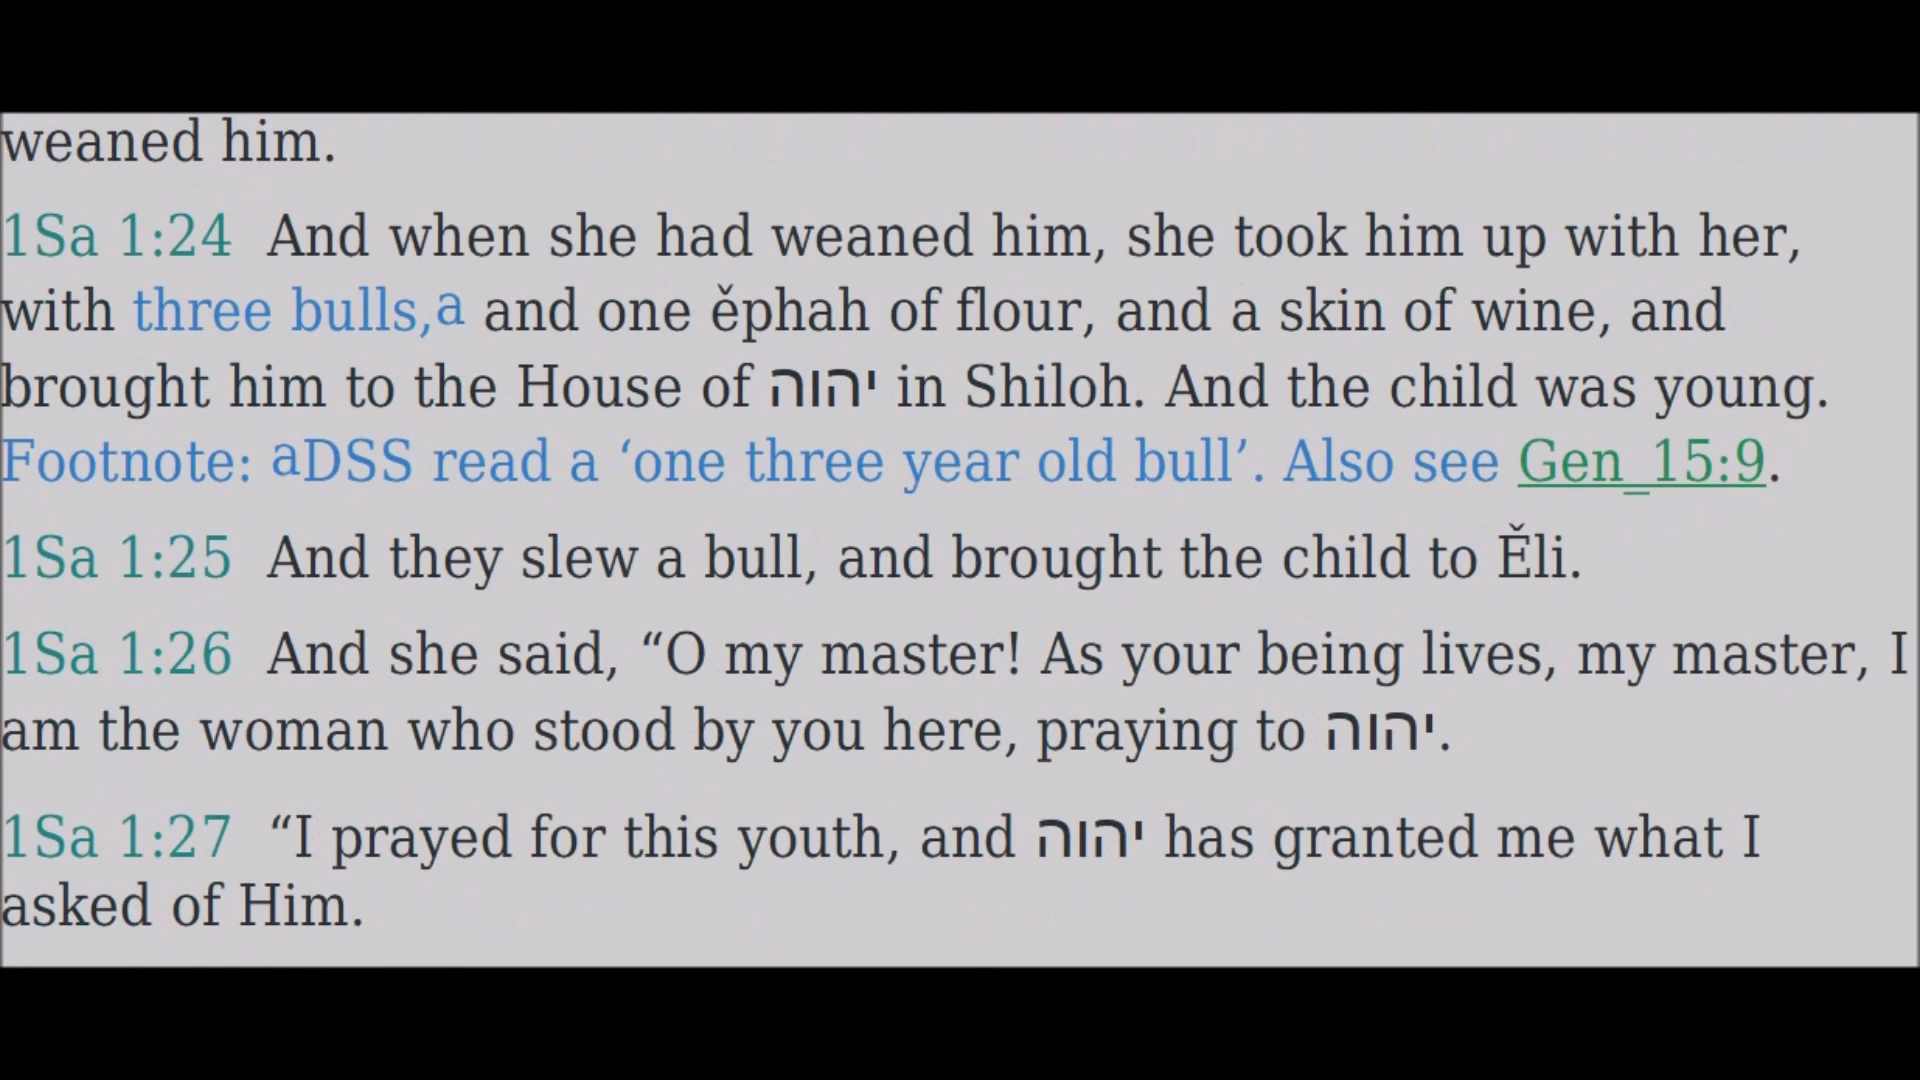 weaned him.
1Sa 1:24 And when she had weaned him, she took him up with her,
with three bulls,a and one ěphah of flour, and a skin of wine, and
brought him to the House of יהוה in Shiloh. And the child was young.
Footnote: aDSS read a ‘one three year old bull’. Also see Gen_15:9.
1Sa 1:25 And they slew a bull, and brought the child to Ěli.
1Sa 1:26 And she said, “O my master! As your being lives, my master, I
am the woman who stood by you here, praying to יהוה.
1Sa 1:27 “I prayed for this youth, and יהוה has granted me what I
asked of Him.